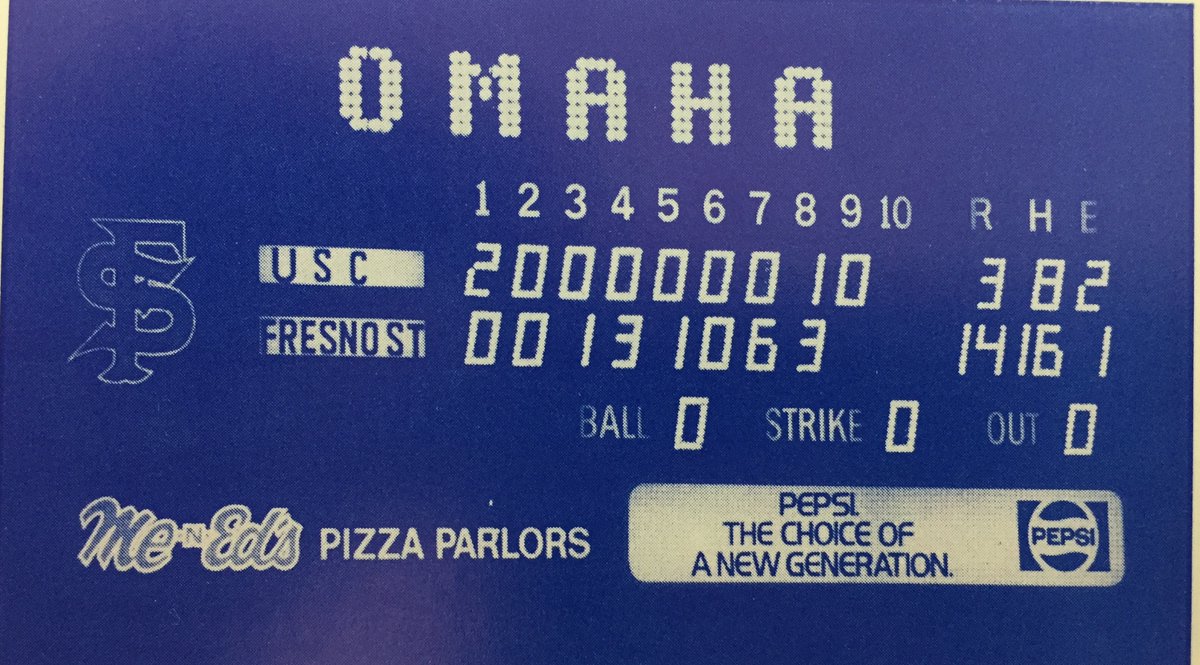 OMAHA
1 2 3 4 5 6 7 8 9 10 R H E
USC 2 0 0 0 0 0 0 1 0 3 8 2
FRESNO ST 0 0 1 3 1 0 6 3 14 16 1
BALL 0 STRIKE 0 OUT 0
Me-N-Ed's PIZZA PARLORS
PEPSI.
THE CHOICE OF
A NEW GENERATION.
PEPSI
FS